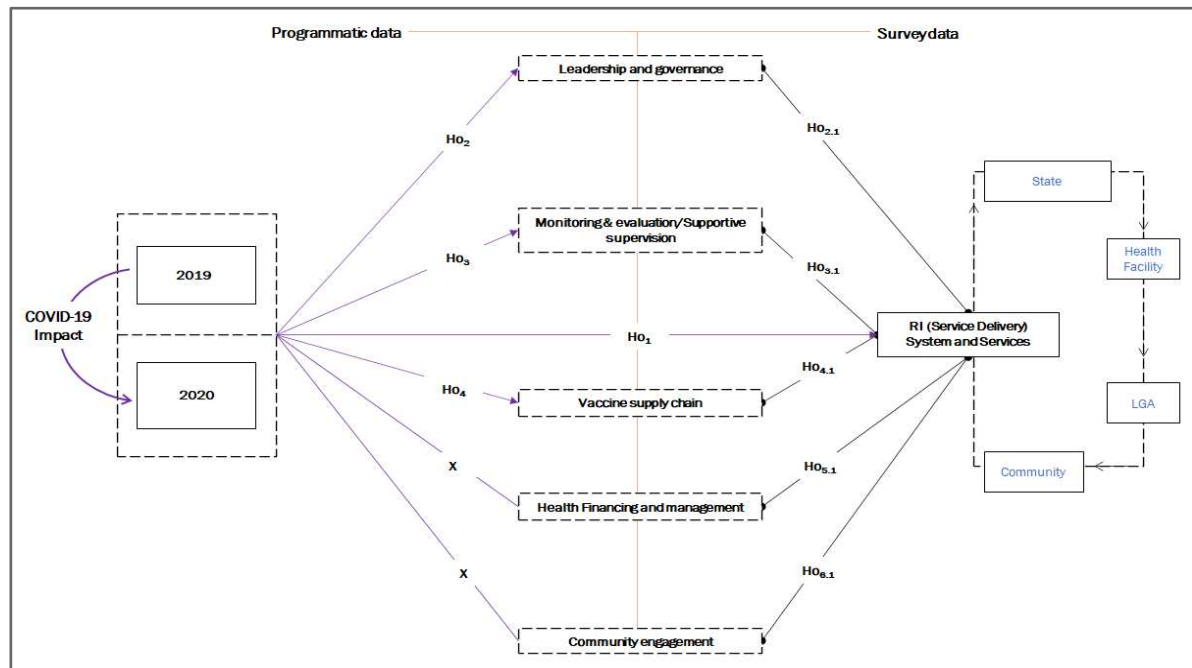 Programmatic data
Survey data
Leadership and governance
Ho2
Ho2.1
State
Monitoring & evaluation/Supportive
supervision
Health
Facility
Ho3
Ho3.1
2019
COVID-19
Impact
Ho1
RI (Service Delivery)
System and Services
2020
Ho4
Ho4.1
Vaccine supply chain
LGA
X
Ho5.1
Community
Health Financing and management
X
Ho6.1
Community engagement